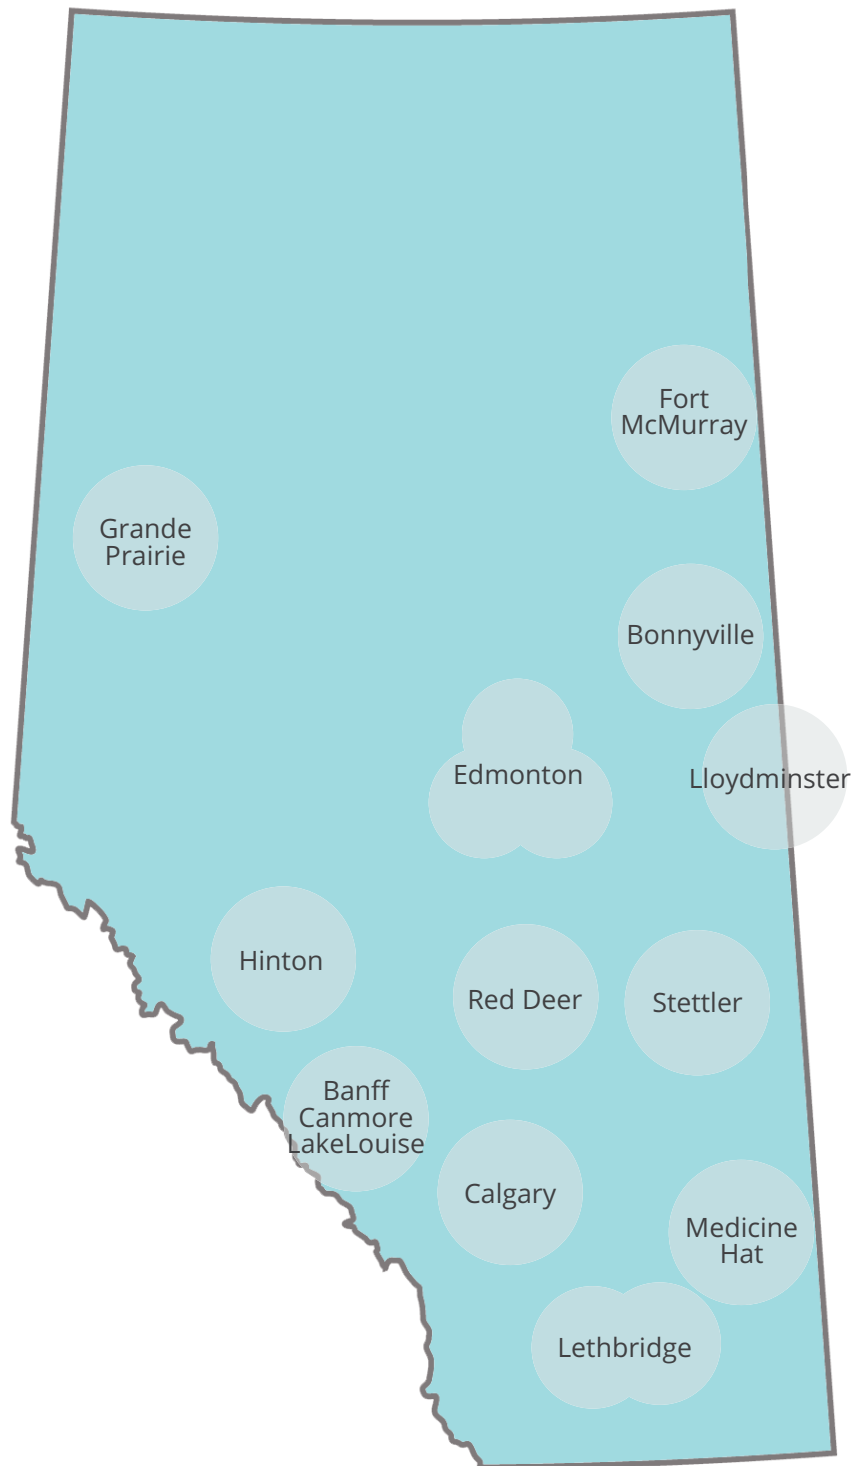 Fort
McMurray
Grande
Prairie
Bonnyville
Edmonton
Lloydminster
Hinton
Red Deer
Stettler
Banff
Canmore
LakeLouise
Calgary
Medicine
Hat
Lethbridge